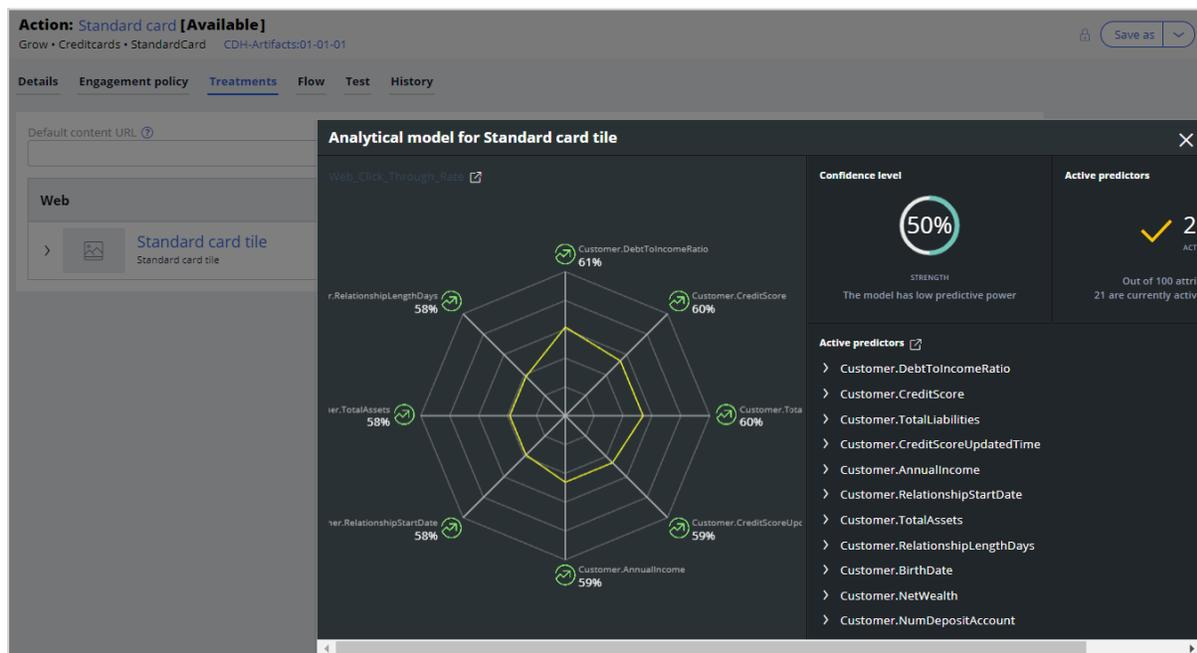 Action: Standard card [Available]
Grow • Creditcards • StandardCard CDH-Artifacts:01-01-01
Save as
Details Engagement policy Treatments Flow Test History
Default content URL ?
Web
Standard card tile
Standard card tile
Analytical model for Standard card tile
Web_Click_Through_Rate
Customer.DebtToIncomeRatio
61%
r.RelationshipLengthDays
58%
Customer.CreditScore
60%
er.TotalAssets
58%
Customer.Tota
60%
ner.RelationshipStartDate
58%
Customer.CreditScoreUpd
59%
Customer.AnnualIncome
59%
Confidence level
50%
STRENGTH
The model has low predictive power
Active predictors
2
ACT
Out of 100 attri
21 are currently activ
Active predictors
Customer.DebtToIncomeRatio
Customer.CreditScore
Customer.TotalLiabilities
Customer.CreditScoreUpdatedTime
Customer.AnnualIncome
Customer.RelationshipStartDate
Customer.TotalAssets
Customer.RelationshipLengthDays
Customer.BirthDate
Customer.NetWealth
Customer.NumDepositAccount